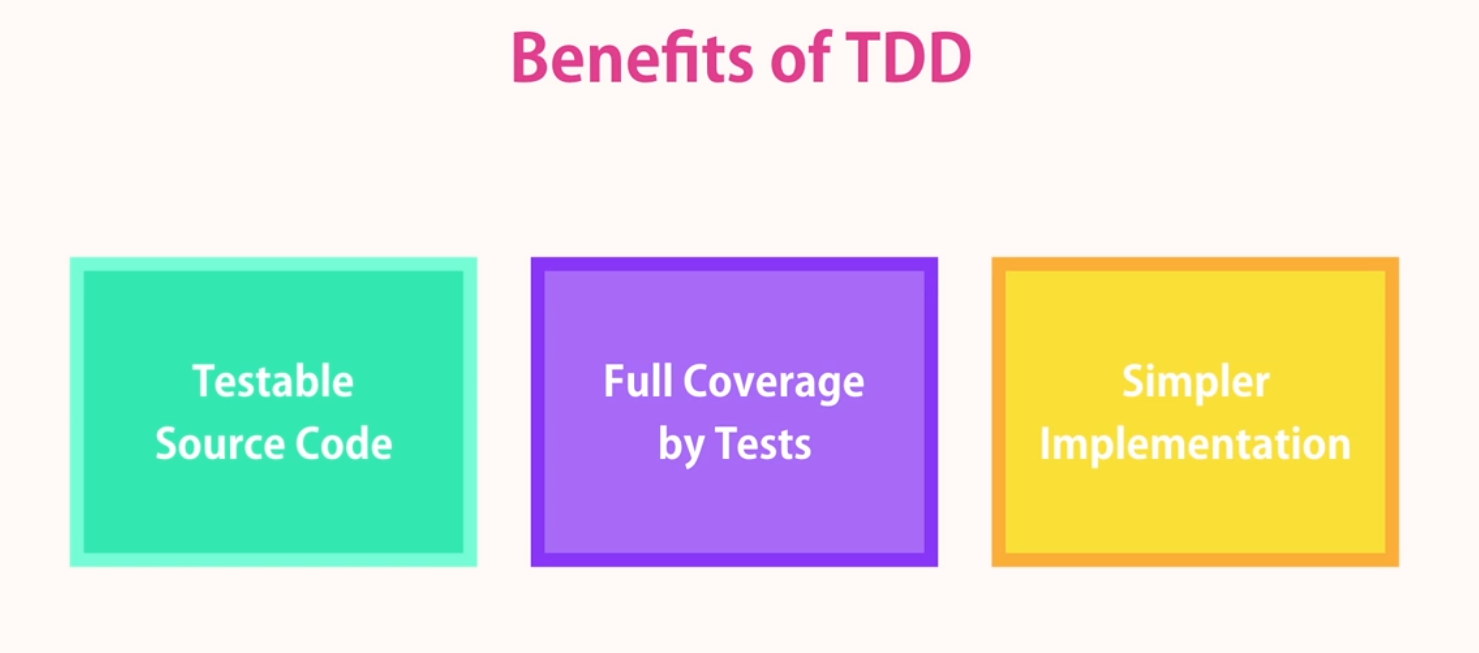 Benefits of TDD
Testable
Source Code
Full Coverage
by Tests
Simpler
Implementation